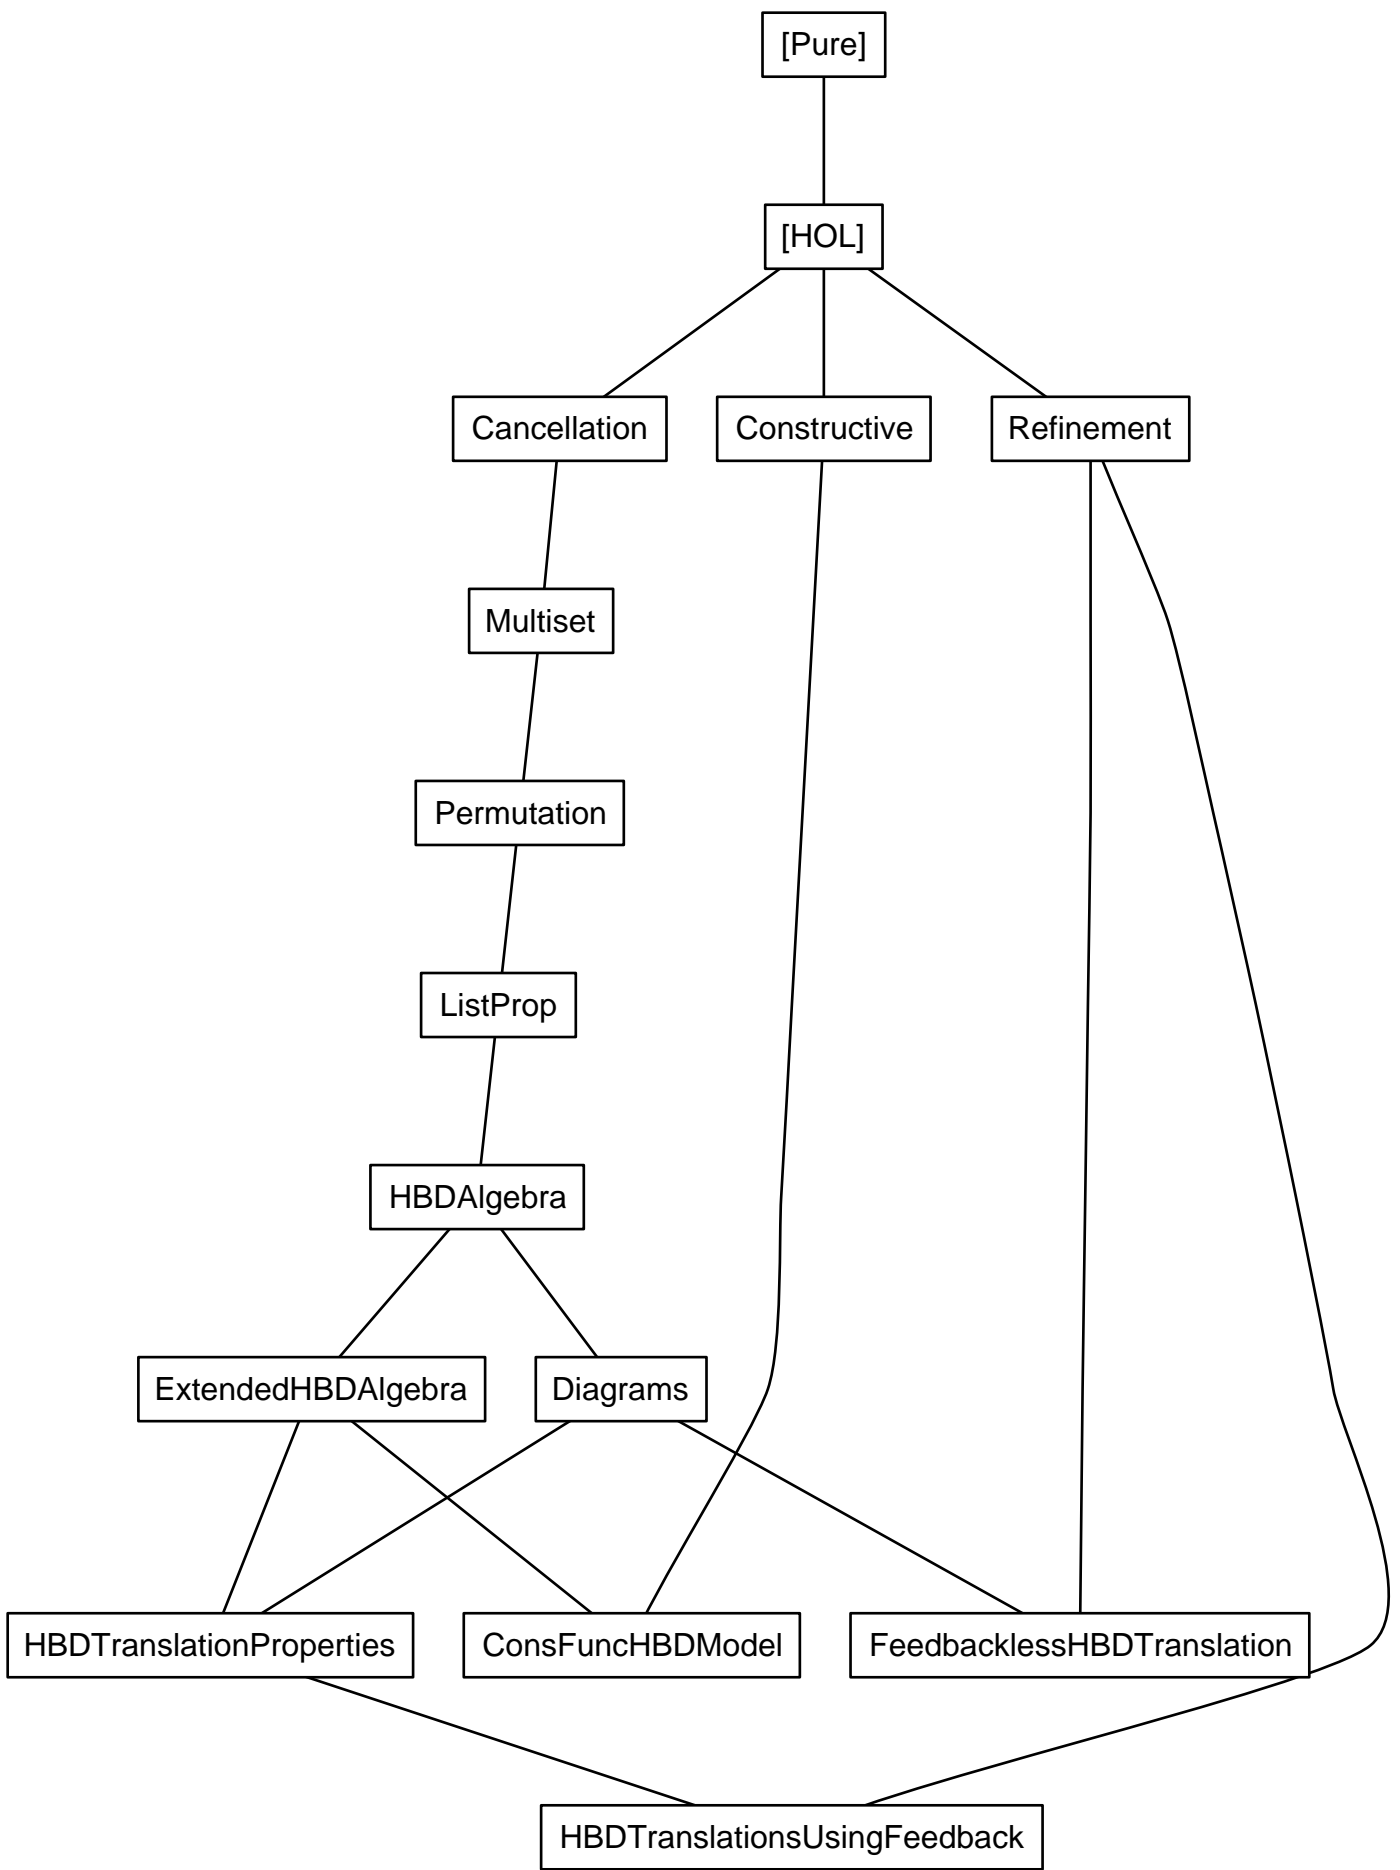 [Pure]
[HOL]
Cancellation
Constructive
Refinement
Multiset
Permutation
ListProp
HBDAlgebra
ExtendedHBDAlgebra
Diagrams
HBDTranslationProperties
ConsFuncHBDModel
FeedbacklessHBDTranslation
HBDTranslationsUsingFeedback